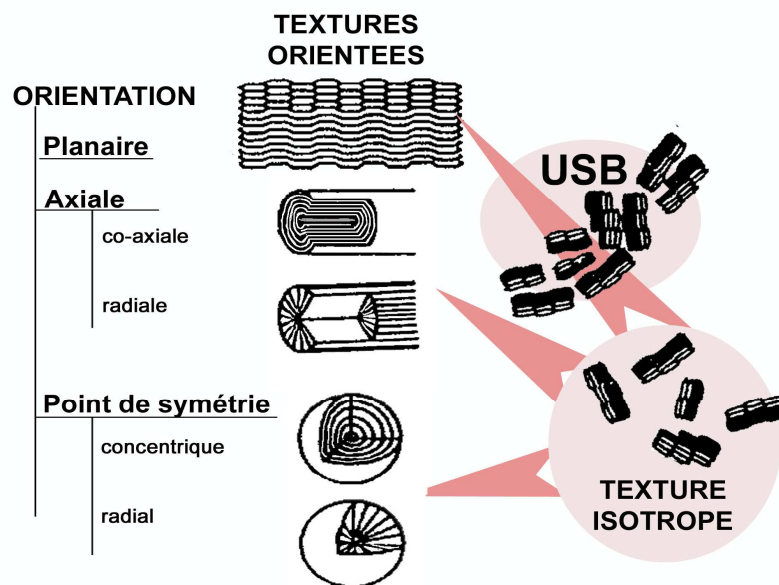 TEXTURES
ORIENTEES
ORIENTATION
Planaire
Axiale
co-axiale
radiale
Point de symétrie
concentrique
radial
USB
TEXTURE
ISOTROPE